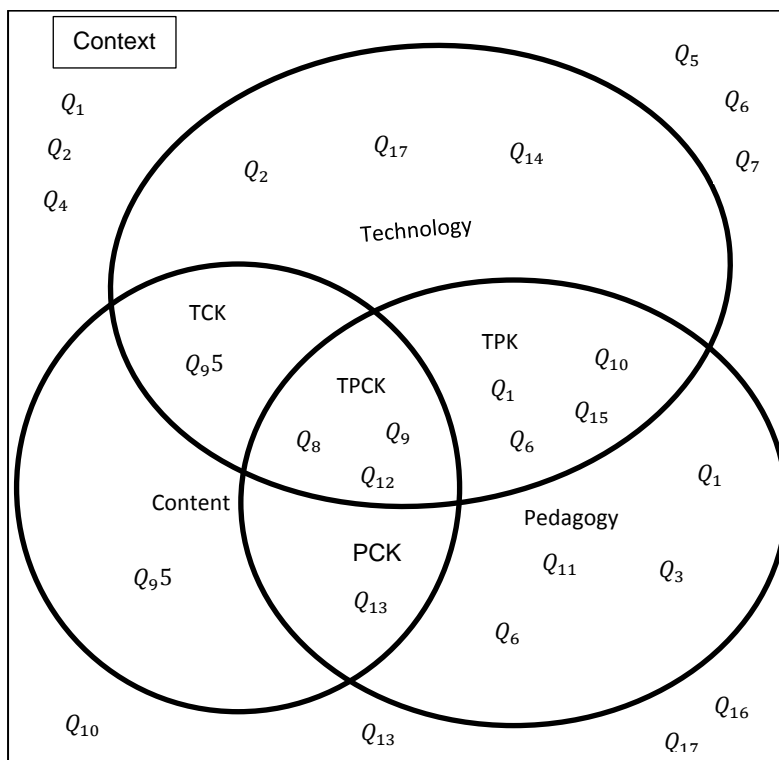 Context
Q₅
Q₁
Q₆
Q₂
Q₁₇
Q₁₄
Q₇
Q₂
Q₄
Technology
TCK
TPK
Q₉5
Q₁₀
TPCK
Q₁
Q₁₅
Q₈
Q₉
Q₆
Q₁₂
Q₁
Content
Pedagogy
PCK
Q₁₁
Q₃
Q₉5
Q₁₃
Q₆
Q₁₆
Q₁₀
Q₁₃
Q₁₇